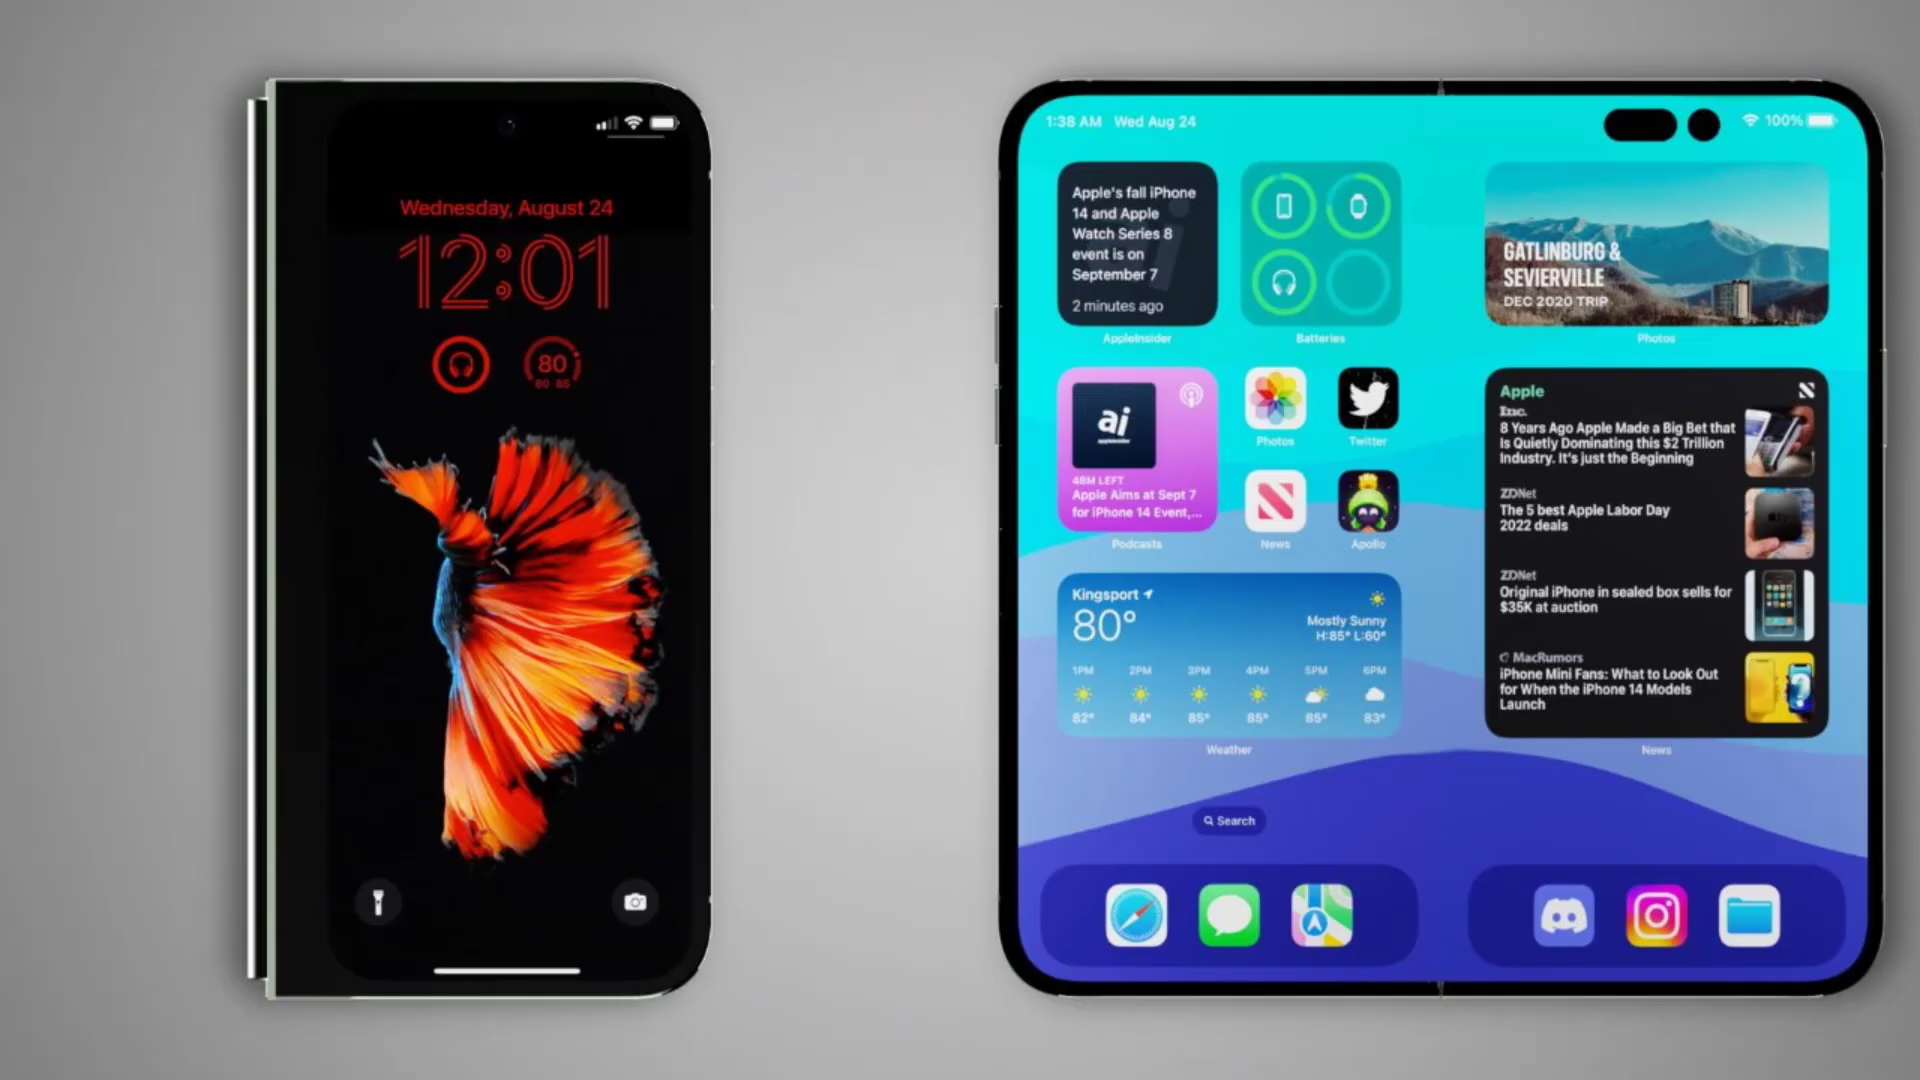 Wednesday, August 24
12:01
80
80 65
1:38 AM Wed Aug 24
100%
Apple's fall iPhone
14 and Apple
Watch Series 8
event is on
September 7
2 minutes ago
AppleInsider
Batteries
GATLINBURG &
SEVIERVILLE
DEC 2020 TRIP
Photos
ai
appleinsider
48M LEFT
Apple Aims at Sept 7
for iPhone 14 Event,...
Podcasts
Photos
Twitter
News
Apollo
Apple
Inc.
8 Years Ago Apple Made a Big Bet that
Is Quietly Dominating this $2 Trillion
Industry. It's just the Beginning
ZDNet
The 5 best Apple Labor Day
2022 deals
ZDNet
Original iPhone in sealed box sells for
$35K at auction
MacRumors
iPhone Mini Fans: What to Look Out
for When the iPhone 14 Models
Launch
News
Kingsport
80°
Mostly Sunny
H:85° L:60°
1PM 2PM 3PM 4PM 5PM 6PM
82° 84° 85° 85° 85° 83°
Weather
Search